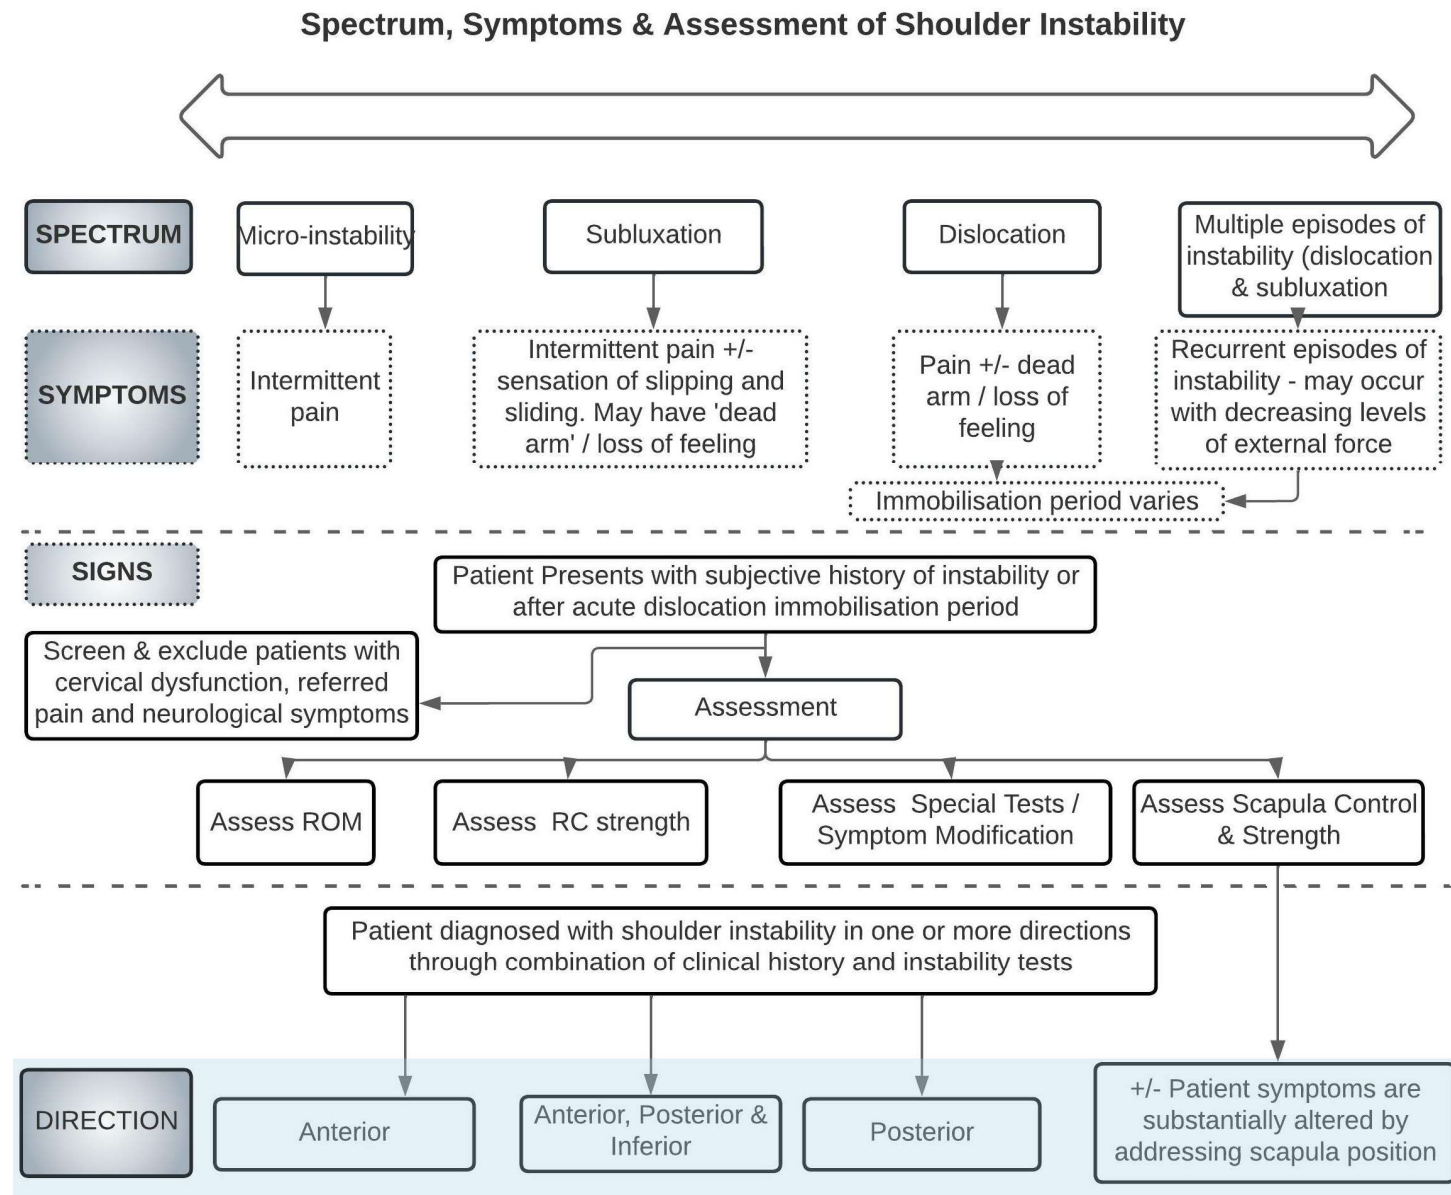 Spectrum, Symptoms & Assessment of Shoulder Instability
SPECTRUM
Micro-instability
Subluxation
Dislocation
Multiple episodes of
instability (dislocation
& subluxation
SYMPTOMS
Intermittent
pain
Intermittent pain +/-
sensation of slipping and
sliding. May have 'dead
arm' / loss of feeling
Pain +/- dead
arm / loss of
feeling
Recurrent episodes of
instability - may occur
with decreasing levels
of external force
Immobilisation period varies
SIGNS
Patient Presents with subjective history of instability or
after acute dislocation immobilisation period
Screen & exclude patients with
cervical dysfunction, referred
pain and neurological symptoms
Assessment
Assess ROM
Assess RC strength
Assess Special Tests /
Symptom Modification
Assess Scapula Control
& Strength
Patient diagnosed with shoulder instability in one or more directions
through combination of clinical history and instability tests
DIRECTION
Anterior
Anterior, Posterior &
Inferior
Posterior
+/- Patient symptoms are
substantially altered by
addressing scapula position